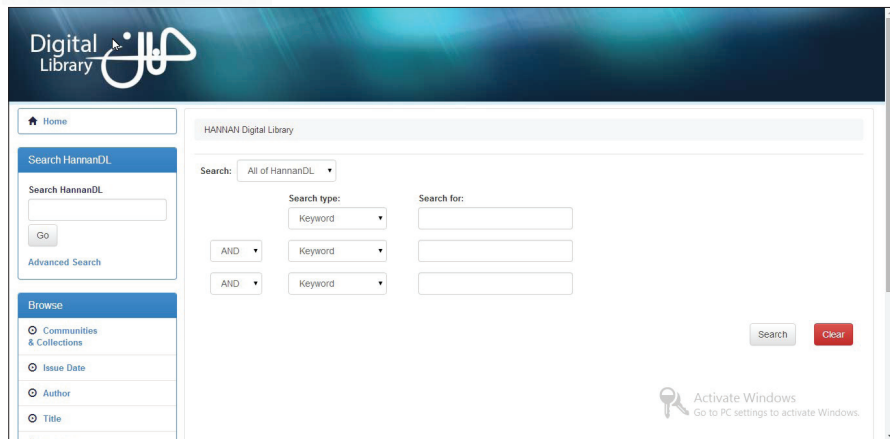 Digital
Library
حنان
Home
Search HannanDL
Search HannanDL
Go
Advanced Search
Browse
Communities
& Collections
Issue Date
Author
Title
HANNAN Digital Library
Search: All of HannanDL
Search type: Search for:
Keyword
AND Keyword
AND Keyword
Search Clear
Activate Windows
Go to PC settings to activate Windows.